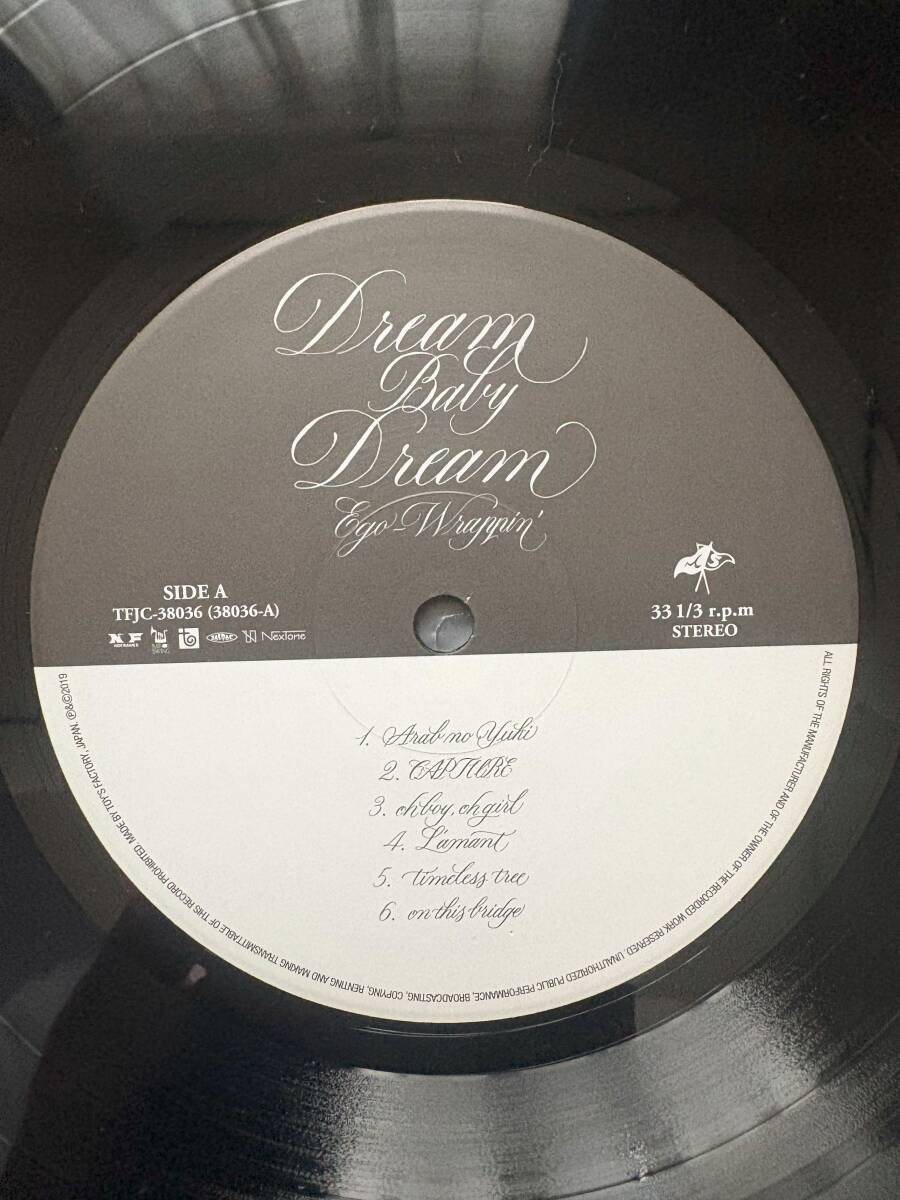 Dream
Baby
Dream
Ego-Wrappin'
SIDE A
TFJC-38036 (38036-A)
NexTone
33 1/3 r.p.m
STEREO
1. Arab no Yuki
2. CAPTURE
3. oh boy, oh girl
4. L'amant
5. timeless tree
6. on this bridge
ALL RIGHTS OF THE MANUFACTURER AND OF THE OWNER OF THE RECORDED WORK RESERVED. UNAUTHORIZED PUBLIC PERFORMANCE, BROADCASTING, COPYING, RENTING AND MAKING TRANSMITTABLE OF THIS RECORD PROHIBITED. MADE BY TOY'S FACTORY, JAPAN. ℗&©2019